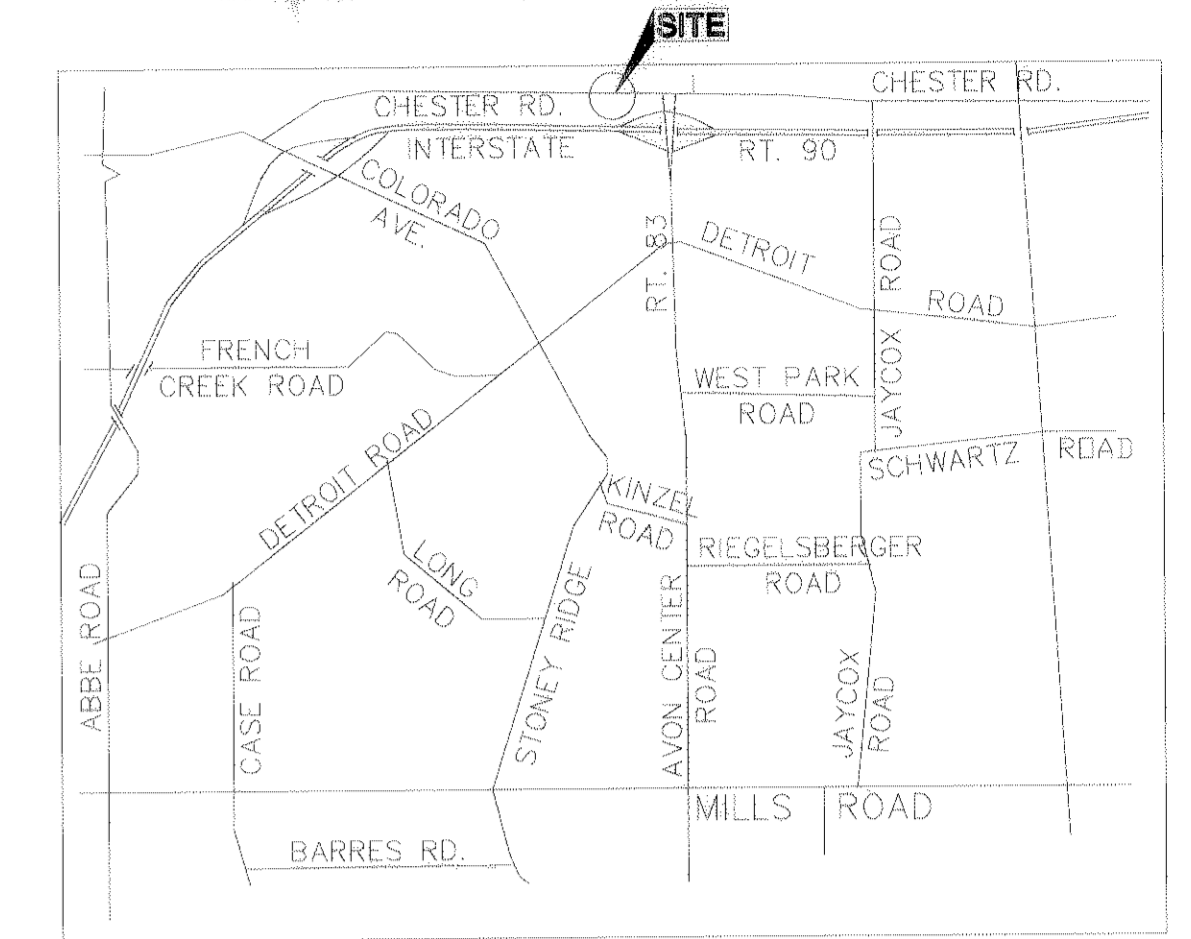 SITE
CHESTER RD.
CHESTER RD.
INTERSTATE
RT. 90
COLORADO
AVE.
RT. 83
DETROIT
ROAD
JAYCOX ROAD
FRENCH
CREEK ROAD
WEST PARK
ROAD
DETROIT ROAD
SCHWARTZ ROAD
KINZEL
ROAD
RIEGELSBERGER
ROAD
LONG
ROAD
ABBE ROAD
CASE ROAD
STONEY RIDGE
AVON CENTER
ROAD
JAYCOX
ROAD
MILLS ROAD
BARRES RD.